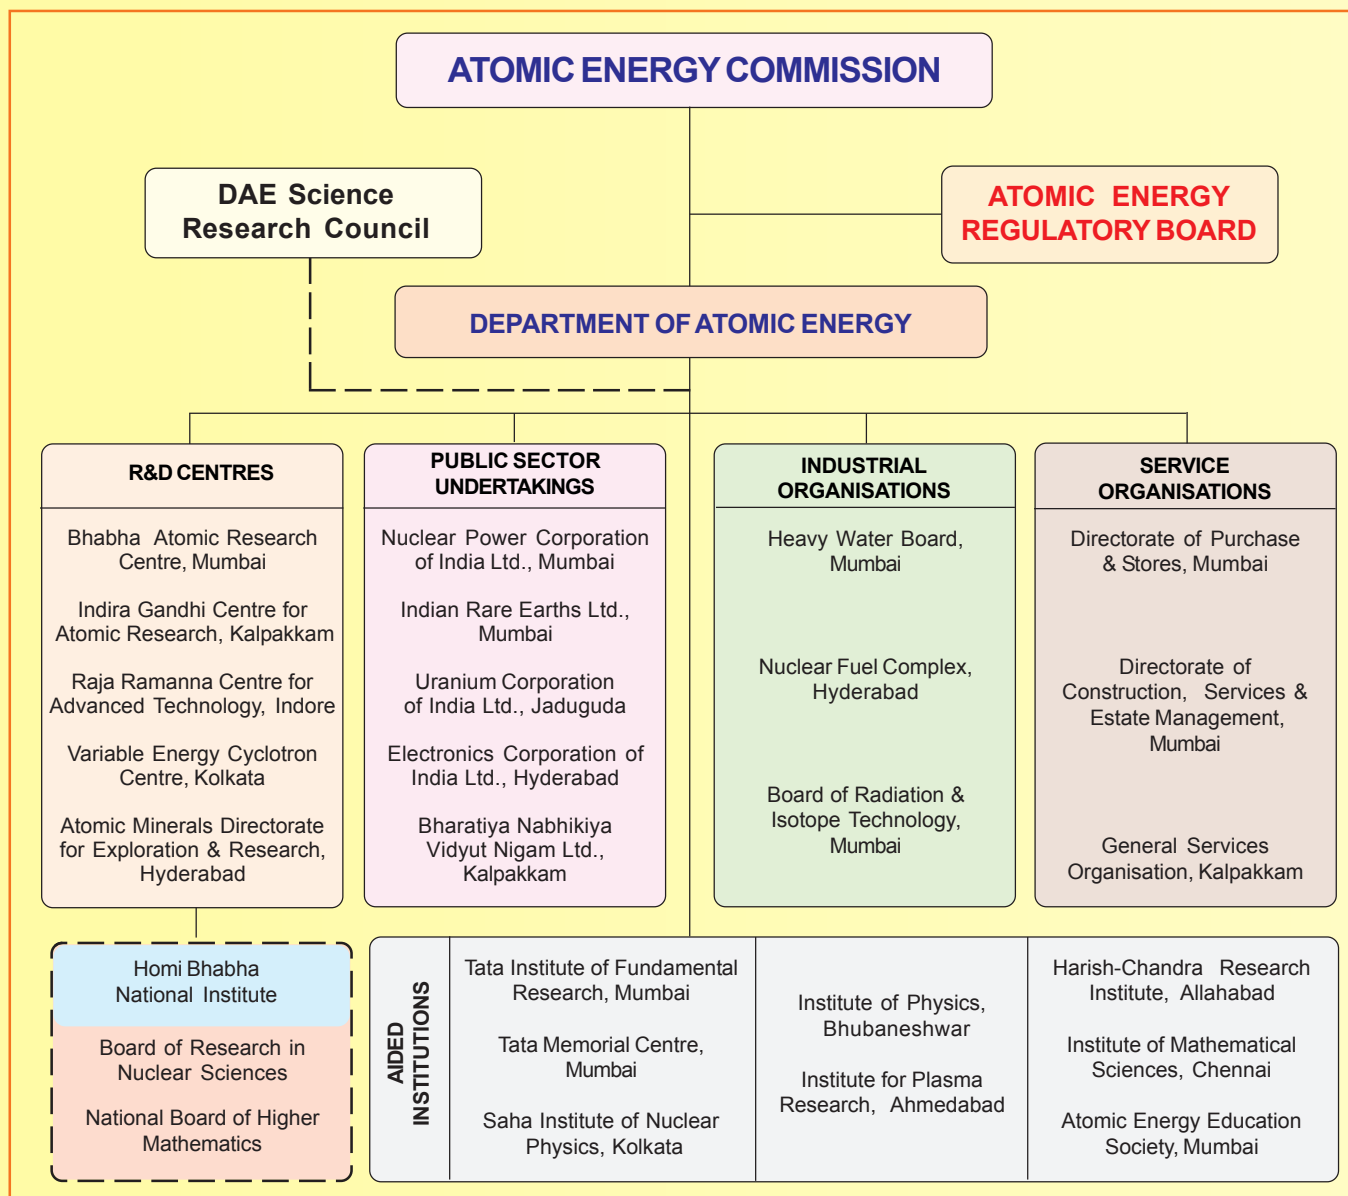 ATOMIC ENERGY COMMISSION
DAE Science
Research Council
ATOMIC ENERGY
REGULATORY BOARD
DEPARTMENT OF ATOMIC ENERGY
R&D CENTRES
Bhabha Atomic Research
Centre, Mumbai
Indira Gandhi Centre for
Atomic Research, Kalpakkam
Raja Ramanna Centre for
Advanced Technology, Indore
Variable Energy Cyclotron
Centre, Kolkata
Atomic Minerals Directorate
for Exploration & Research,
Hyderabad
PUBLIC SECTOR
UNDERTAKINGS
Nuclear Power Corporation
of India Ltd., Mumbai
Indian Rare Earths Ltd.,
Mumbai
Uranium Corporation
of India Ltd., Jaduguda
Electronics Corporation of
India Ltd., Hyderabad
Bharatiya Nabhikiya
Vidyut Nigam Ltd.,
Kalpakkam
INDUSTRIAL
ORGANISATIONS
Heavy Water Board,
Mumbai
Nuclear Fuel Complex,
Hyderabad
Board of Radiation &
Isotope Technology,
Mumbai
SERVICE
ORGANISATIONS
Directorate of Purchase
& Stores, Mumbai
Directorate of
Construction, Services &
Estate Management,
Mumbai
General Services
Organisation, Kalpakkam
Homi Bhabha
National Institute
Board of Research in
Nuclear Sciences
National Board of Higher
Mathematics
AIDED
INSTITUTIONS
Tata Institute of Fundamental
Research, Mumbai
Tata Memorial Centre,
Mumbai
Saha Institute of Nuclear
Physics, Kolkata
Institute of Physics,
Bhubaneshwar
Institute for Plasma
Research, Ahmedabad
Harish-Chandra Research
Institute, Allahabad
Institute of Mathematical
Sciences, Chennai
Atomic Energy Education
Society, Mumbai